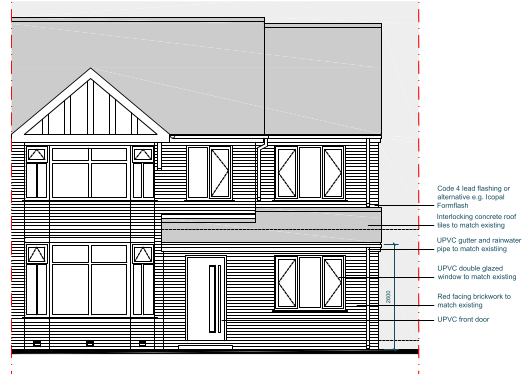 Code 4 lead flashing or
alternative e.g. Icopal
Formflash
Interlocking concrete roof
tiles to match existing
UPVC gutter and rainwater
pipe to match existing
UPVC double glazed
window to match existing
2600
Red facing brickwork to
match existing
UPVC front door